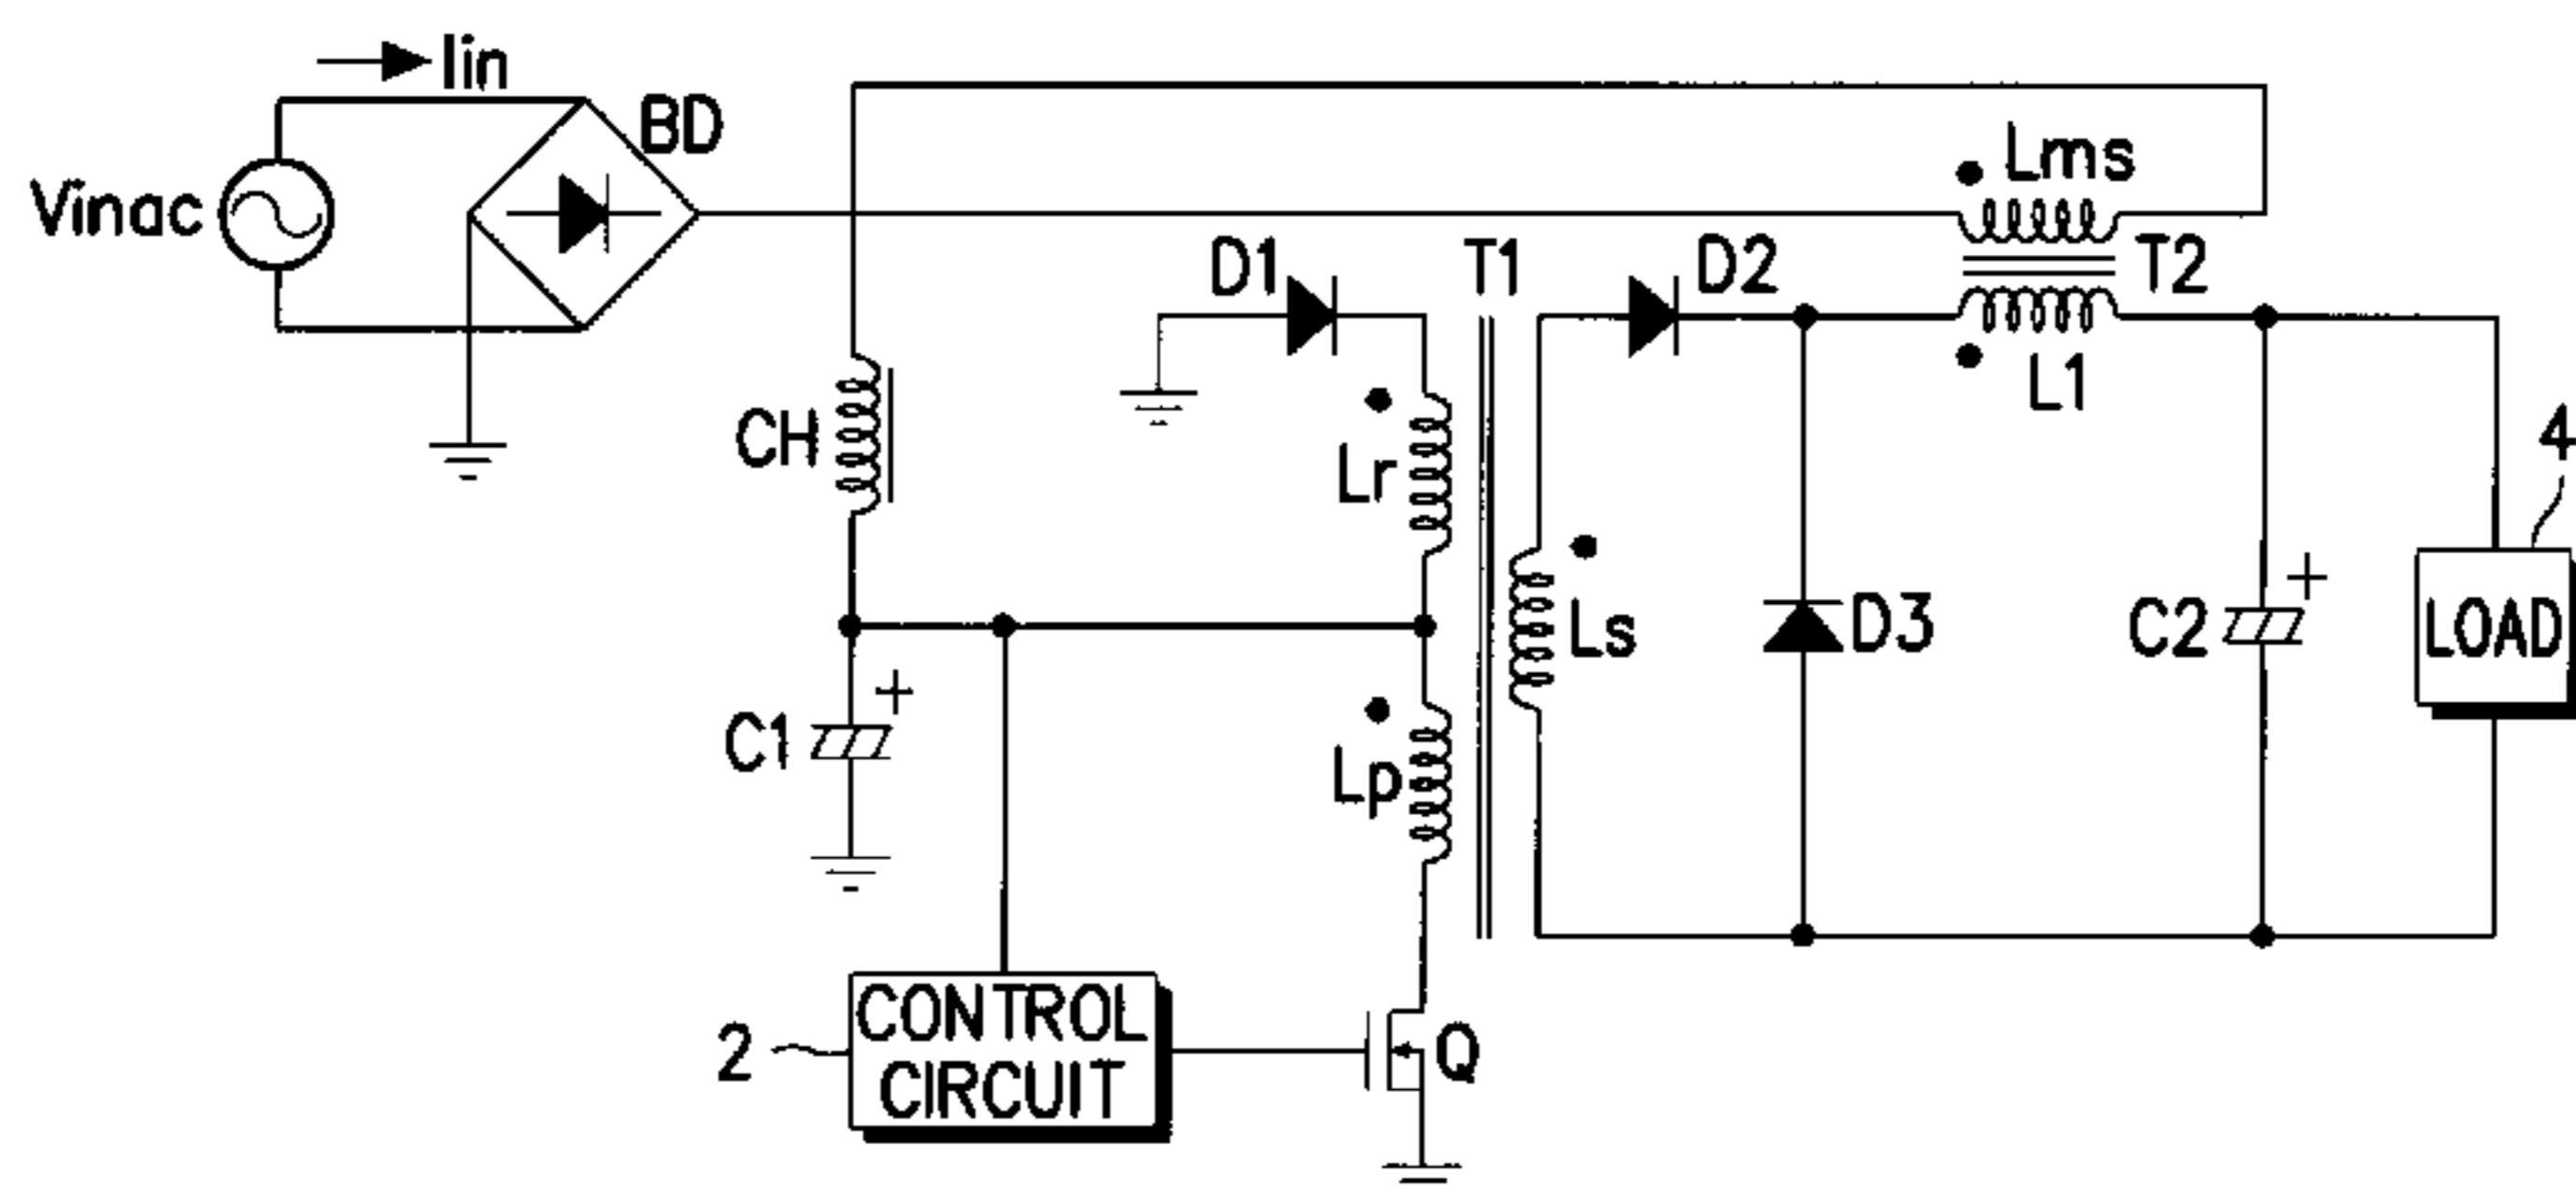 Iin
BD
Vinac
Lms
D1
T1
D2
T2
L1
CH
Lr
4
Ls
D3
C2
+
LOAD
+
C1
Lp
CONTROL
CIRCUIT
2
Q